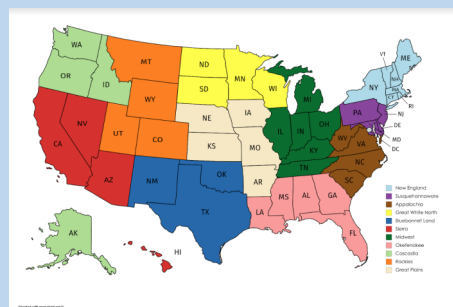 WA
MT
ND
MN
VT
ME
OR
ID
SD
WI
MI
NY
NH
MA
CT
RI
WY
NE
IA
PA
NJ
NV
UT
CO
IL
IN
OH
DE
CA
KS
MO
KY
WV
VA
MD
DC
AZ
NM
OK
AR
TN
NC
SC
TX
LA
MS
AL
GA
FL
AK
HI
New England
Susquehannaware
Appalachia
Great White North
Bluebonnet Land
Sierra
Midwest
Okefenokee
Cascadia
Rockies
Great Plains